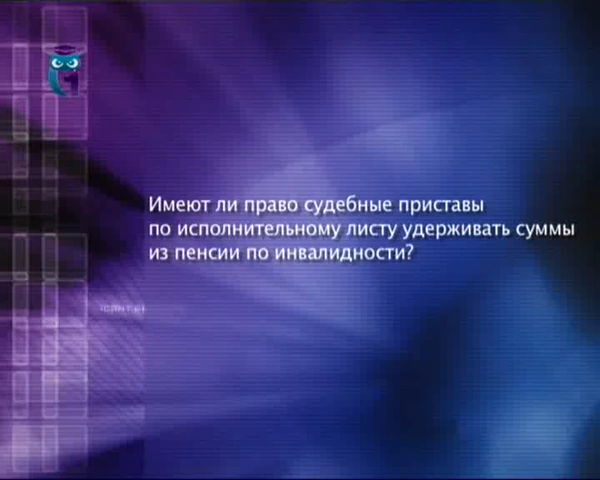 Имеют ли право судебные приставы
по исполнительному листу удерживать суммы
из пенсии по инвалидности?